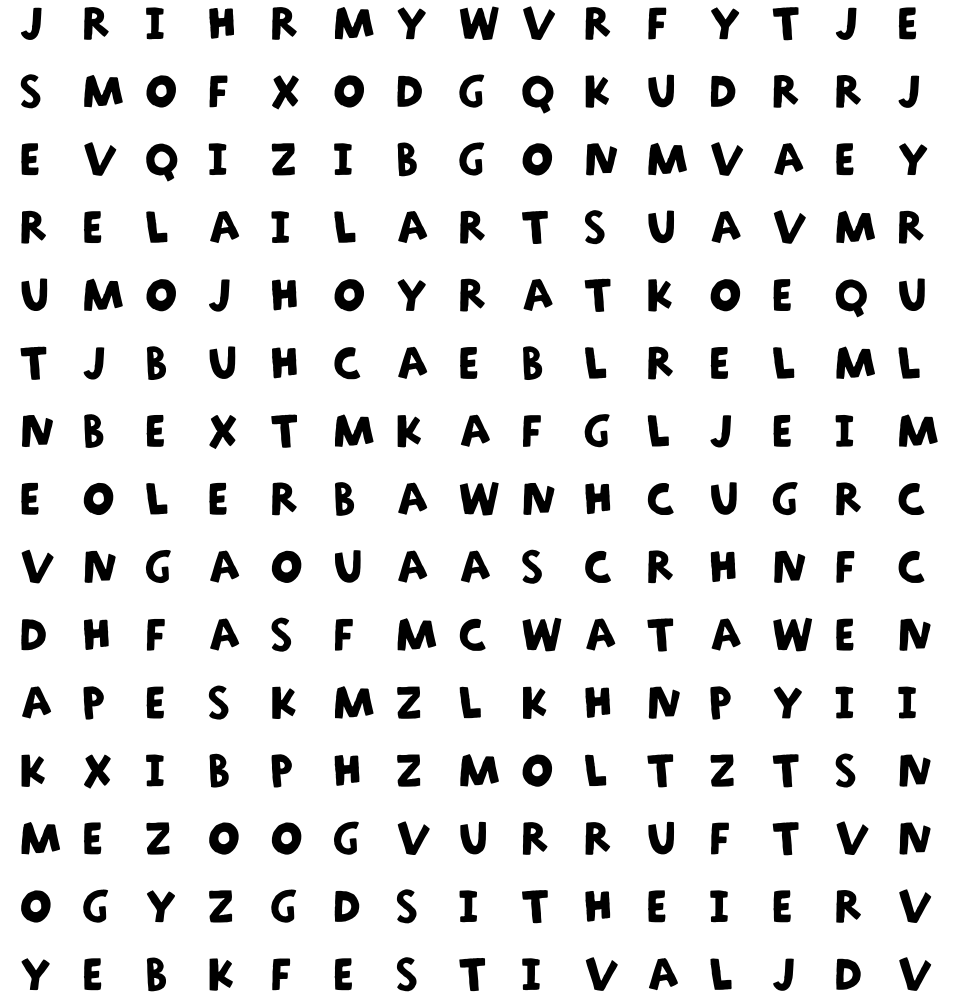 J R I H R M Y W V R F Y T J E
S M O F X O D G Q K U D R R J
E V Q I Z I B G O N M V A E Y
R E L A I L A R T S U A V M R
U M O J H O Y R A T K O E Q U
T J B U H C A E B L R E L M L
N B E X T M K A F G L J E I M
E O L E R B A W N H C U G R C
V N G A O U A A S C R H N F C
D H F A S F M C W A T A W E N
A P E S K M Z L K H N P Y I I
K X I B P H Z M O L T Z T S N
M E Z O O G V U R R U F T V N
O G Y Z G D S I T H E I E R V
Y E B K F E S T I V A L J D V